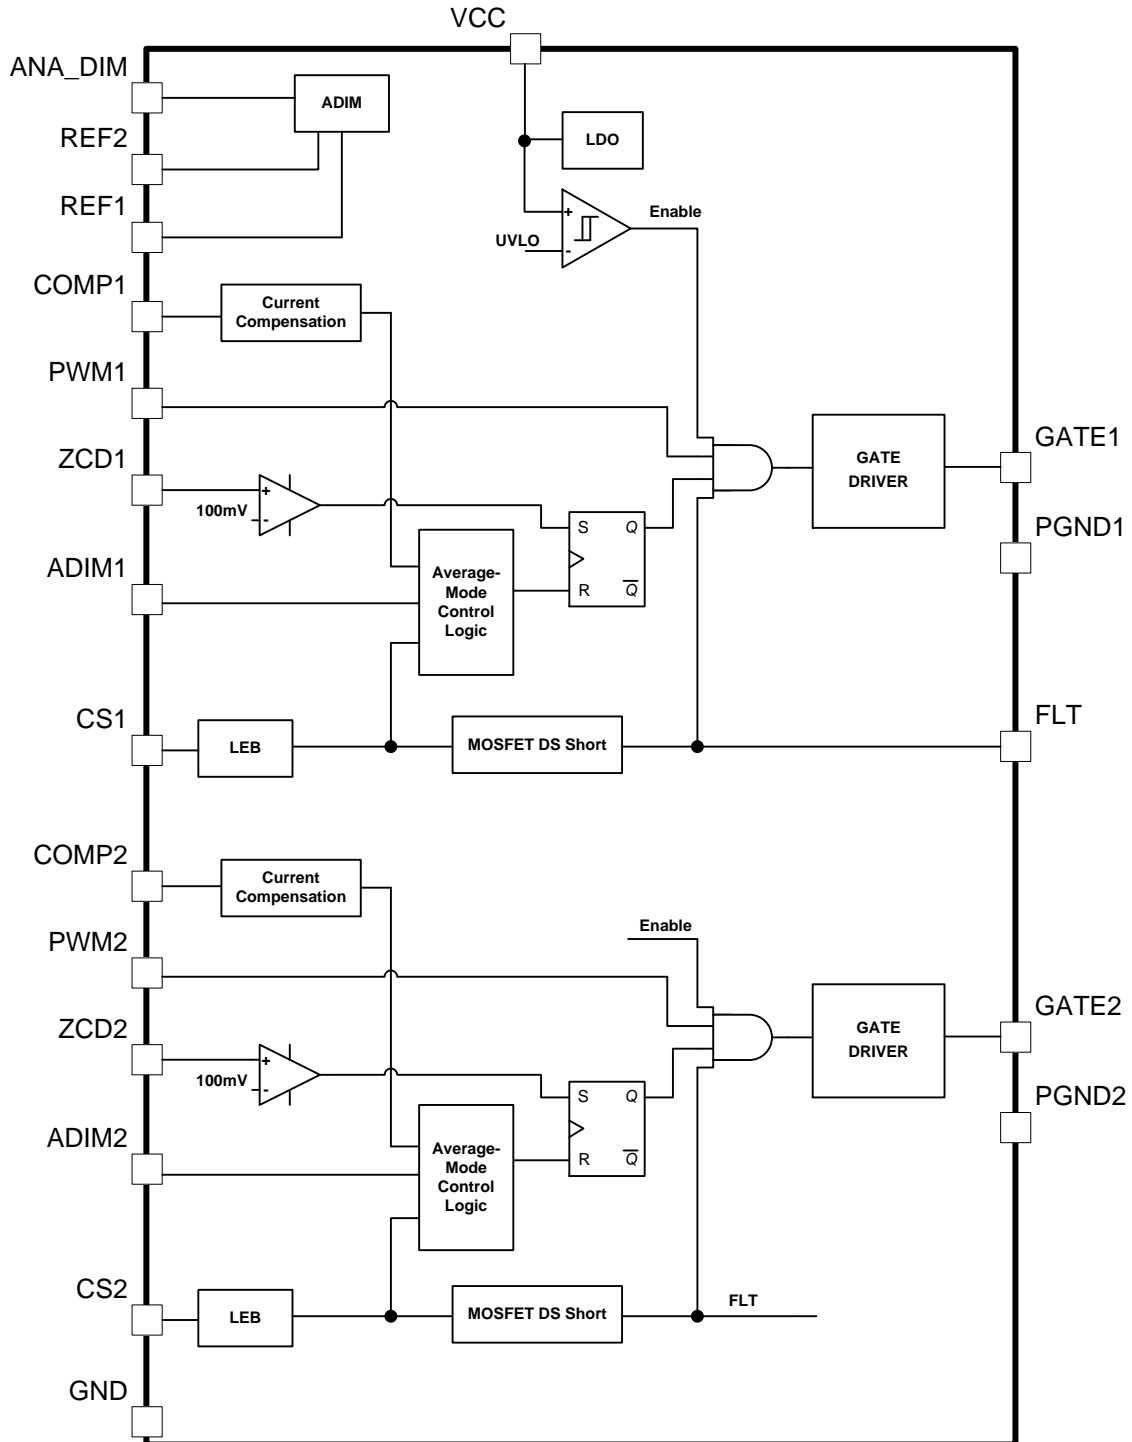 VCC
ANA_DIM
ADIM
REF2
LDO
REF1
+
Enable
UVLO
-
COMP1
Current
Compensation
PWM1
ZCD1
+
100mV
-
GATE
DRIVER
GATE1
S Q
R Q
PGND1
ADIM1
Average-
Mode
Control
Logic
CS1
LEB
MOSFET DS Short
FLT
COMP2
Current
Compensation
Enable
PWM2
ZCD2
+
100mV
-
GATE
DRIVER
GATE2
S Q
R Q
PGND2
ADIM2
Average-
Mode
Control
Logic
CS2
LEB
MOSFET DS Short
FLT
GND